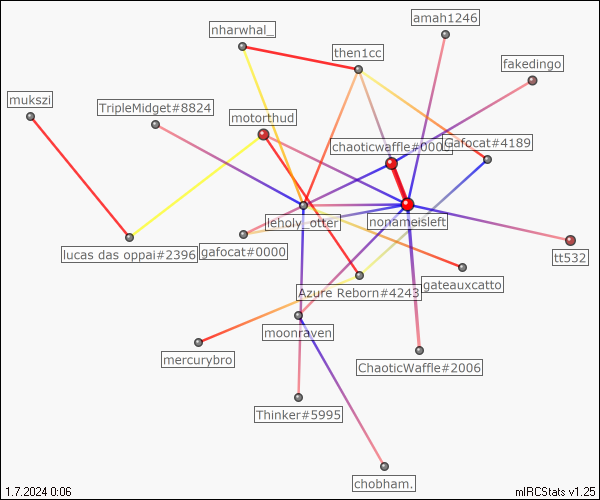 amah1246
nharwhal_
then1cc
fakedingo
mukszi
TripleMidget#8824
motorthud
chaoticwaffle#000
Gafocat#4189
leholy_otter
nonameisleft
lucas das oppai#2396
gafocat#0000
tt532
gateauxcatto
Azure Reborn#4243
moonraven
mercurybro
ChaoticWaffle#2006
Thinker#5995
chobham.
1.7.2024 0:06
mIRCStats v1.25